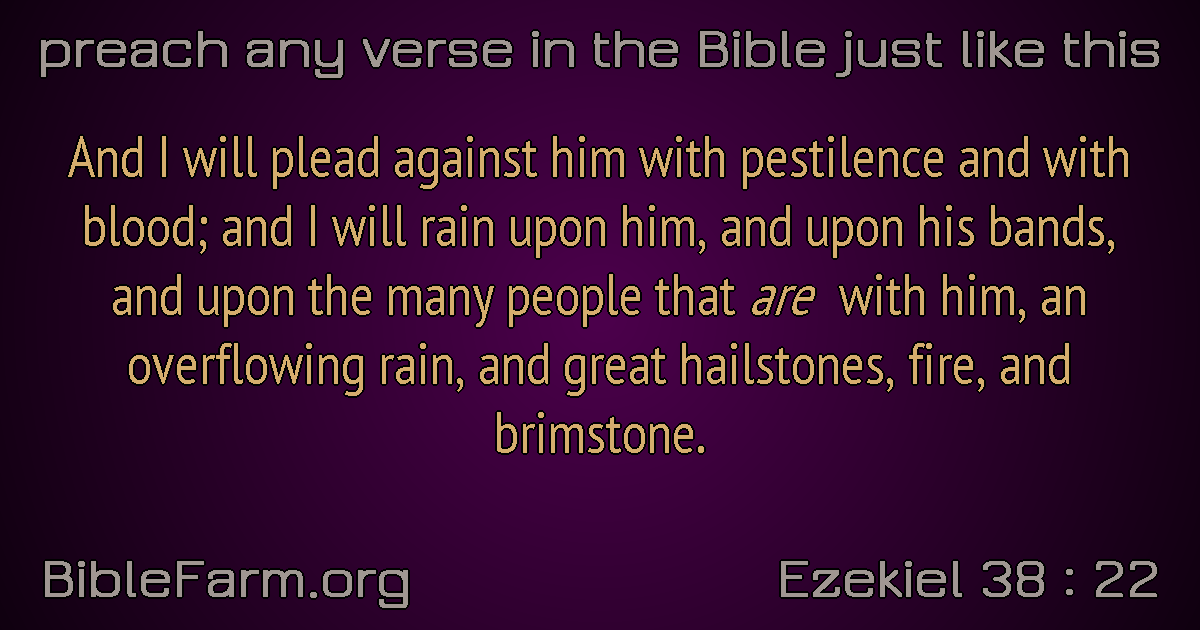 preach any verse in the Bible just like this
And I will plead against him with pestilence and with
blood; and I will rain upon him, and upon his bands,
and upon the many people that are with him, an
overflowing rain, and great hailstones, fire, and
brimstone.
BibleFarm.org
Ezekiel 38 : 22